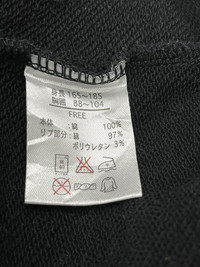 身長 165～185
胸囲 88～104
FREE
本体 : 綿 100%
リブ部分 : 綿 97%
ポリウレタン 3%